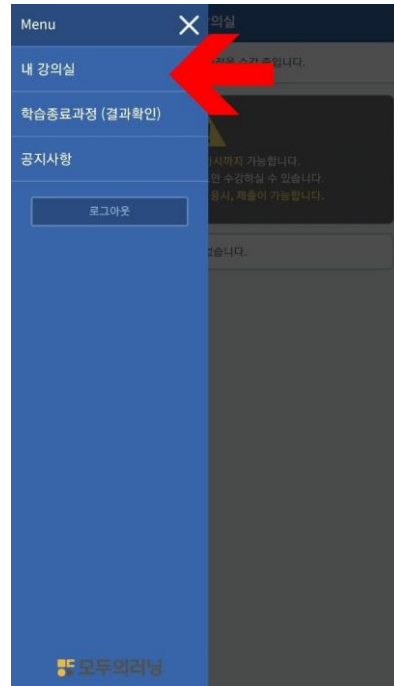 Menu
내 강의실
학습종료과정 (결과확인)
공지사항
로그아웃
의실
수강 중입니다.
시까지 가능합니다.
만 수강하실 수 있습니다.
응시, 제출이 가능합니다.
없습니다.
모두의러닝